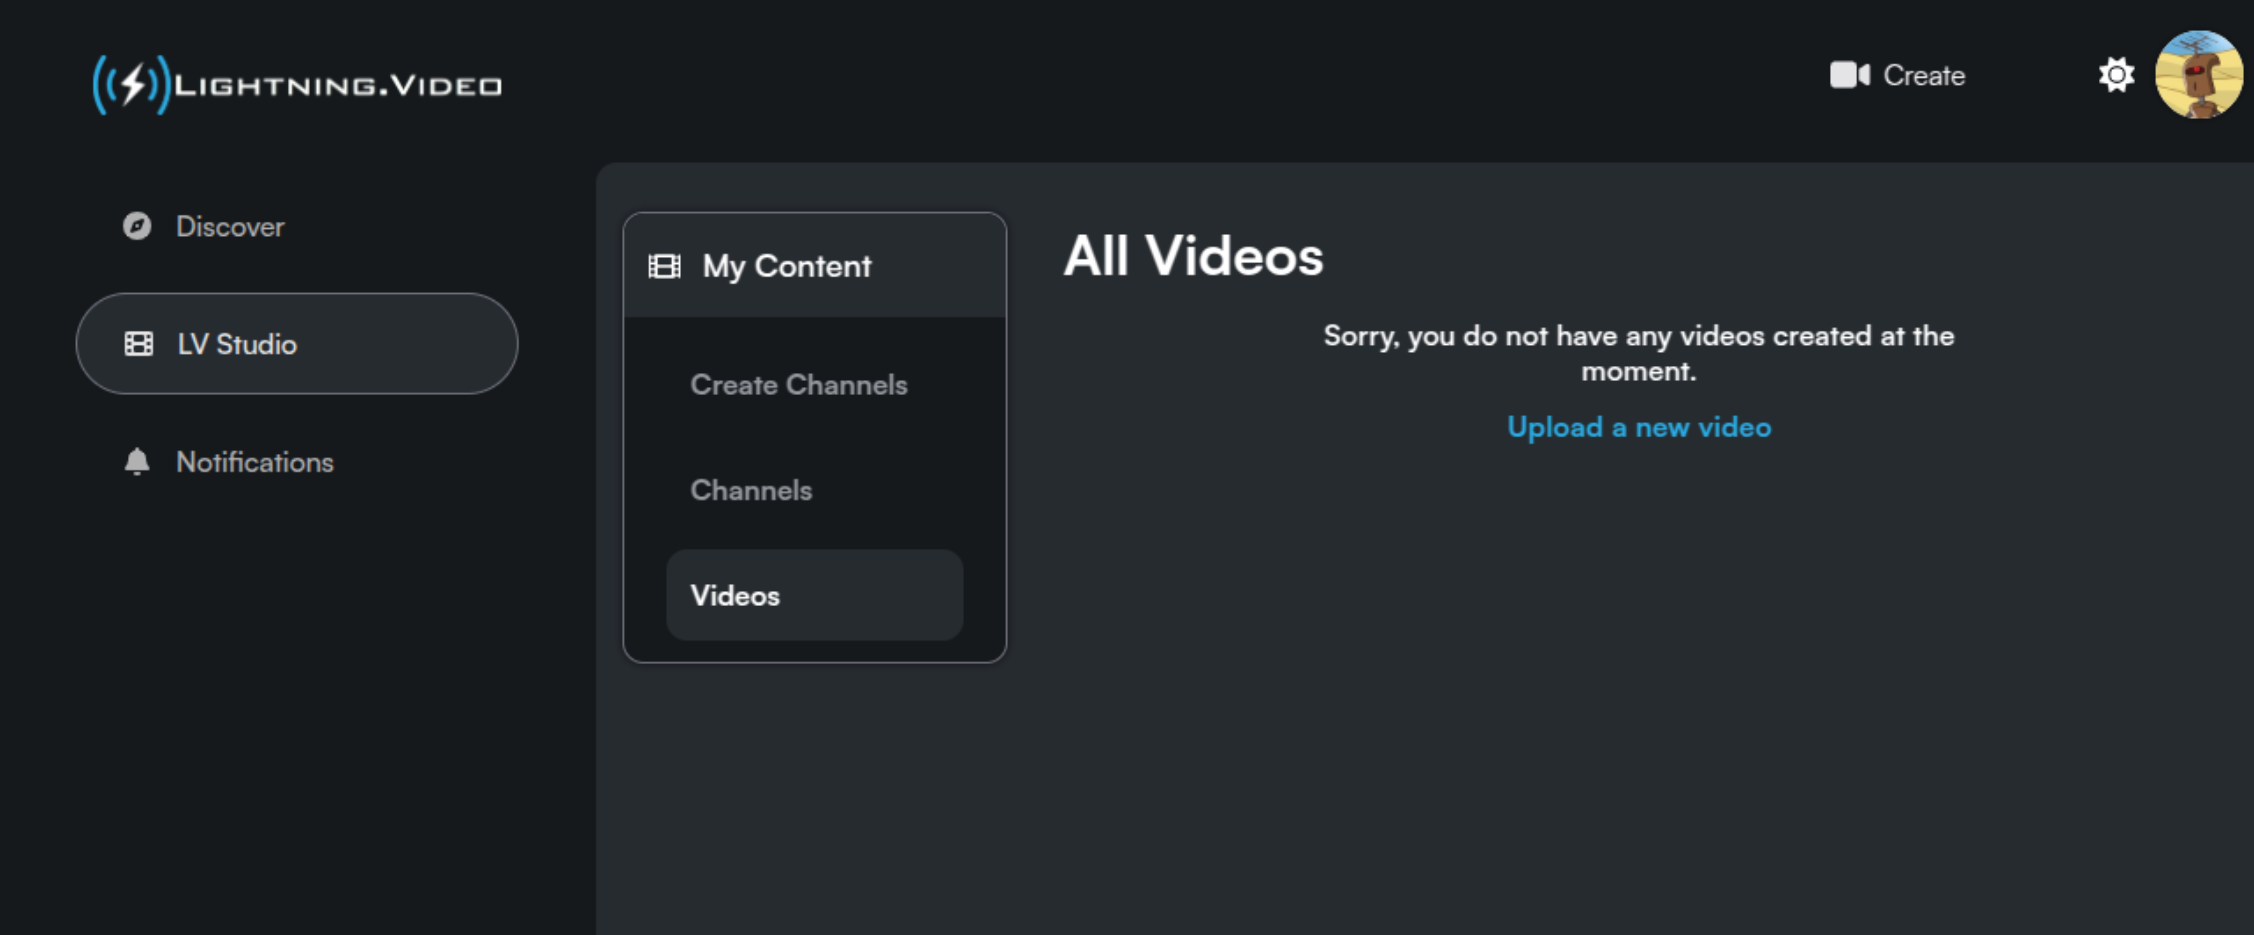 LIGHTNING.VIDEO
Create
Discover
LV Studio
Notifications
My Content
Create Channels
Channels
Videos
All Videos
Sorry, you do not have any videos created at the
moment.
Upload a new video